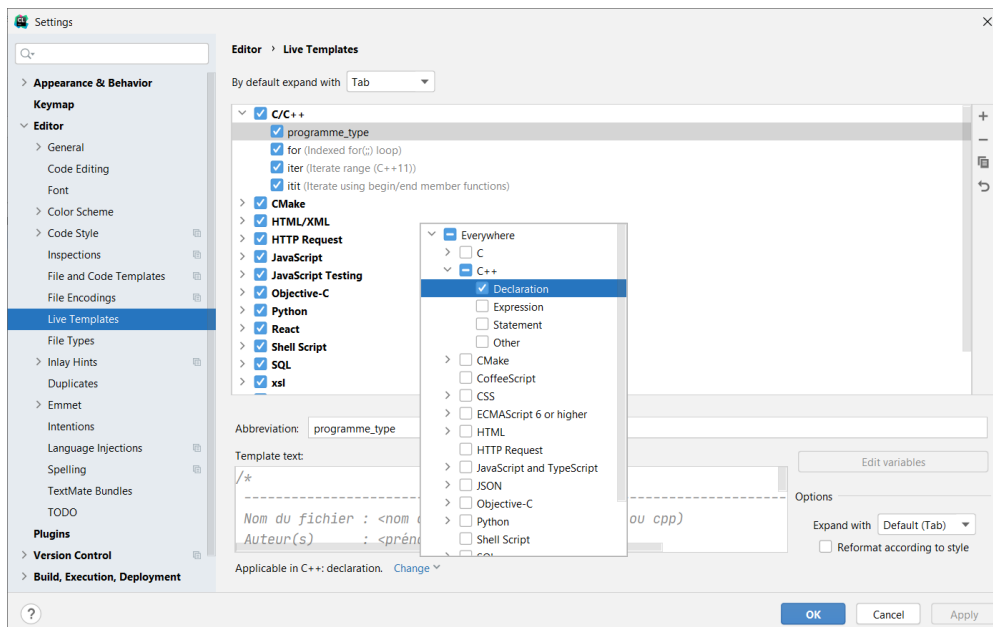 CL Settings
Editor › Live Templates
By default expand with Tab
Appearance & Behavior
Keymap
Editor
General
Code Editing
Font
Color Scheme
Code Style
Inspections
File and Code Templates
File Encodings
Live Templates
File Types
Inlay Hints
Duplicates
Emmet
Intentions
Language Injections
Spelling
TextMate Bundles
TODO
Plugins
Version Control
Build, Execution, Deployment
C/C++
programme_type
for (Indexed for(;;) loop)
iter (Iterate range (C++11))
itit (Iterate using begin/end member functions)
CMake
HTML/XML
HTTP Request
JavaScript
JavaScript Testing
Objective-C
Python
React
Shell Script
SQL
xsl
Everywhere
C
C++
Declaration
Expression
Statement
Other
CMake
CoffeeScript
CSS
ECMAScript 6 or higher
HTML
HTTP Request
JavaScript and TypeScript
JSON
Objective-C
Python
Shell Script
SQL
Abbreviation: programme_type
Template text:
/*
Nom du fichier : <nom ou cpp)
Auteur(s) :
Edit variables
Options
Expand with Default (Tab)
Reformat according to style
Applicable in C++: declaration. Change
? OK Cancel Apply